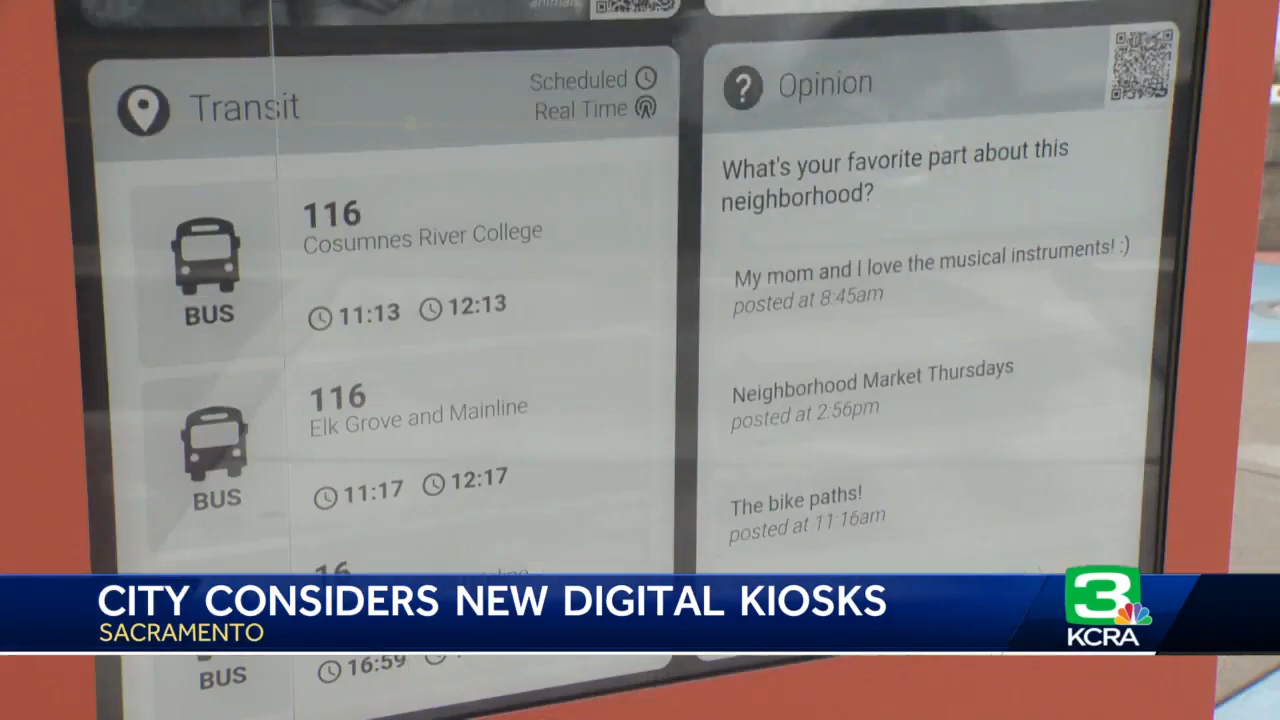 animals
Transit
Scheduled
Real Time
116
Cosumnes River College
BUS
11:13 12:13
116
Elk Grove and Mainline
BUS
11:17 12:17
16
BUS
16:59
? Opinion
What's your favorite part about this
neighborhood?
My mom and I love the musical instruments! :)
posted at 8:45am
Neighborhood Market Thursdays
posted at 2:56pm
The bike paths!
posted at 11:16am
CITY CONSIDERS NEW DIGITAL KIOSKS
SACRAMENTO
3
KCRA